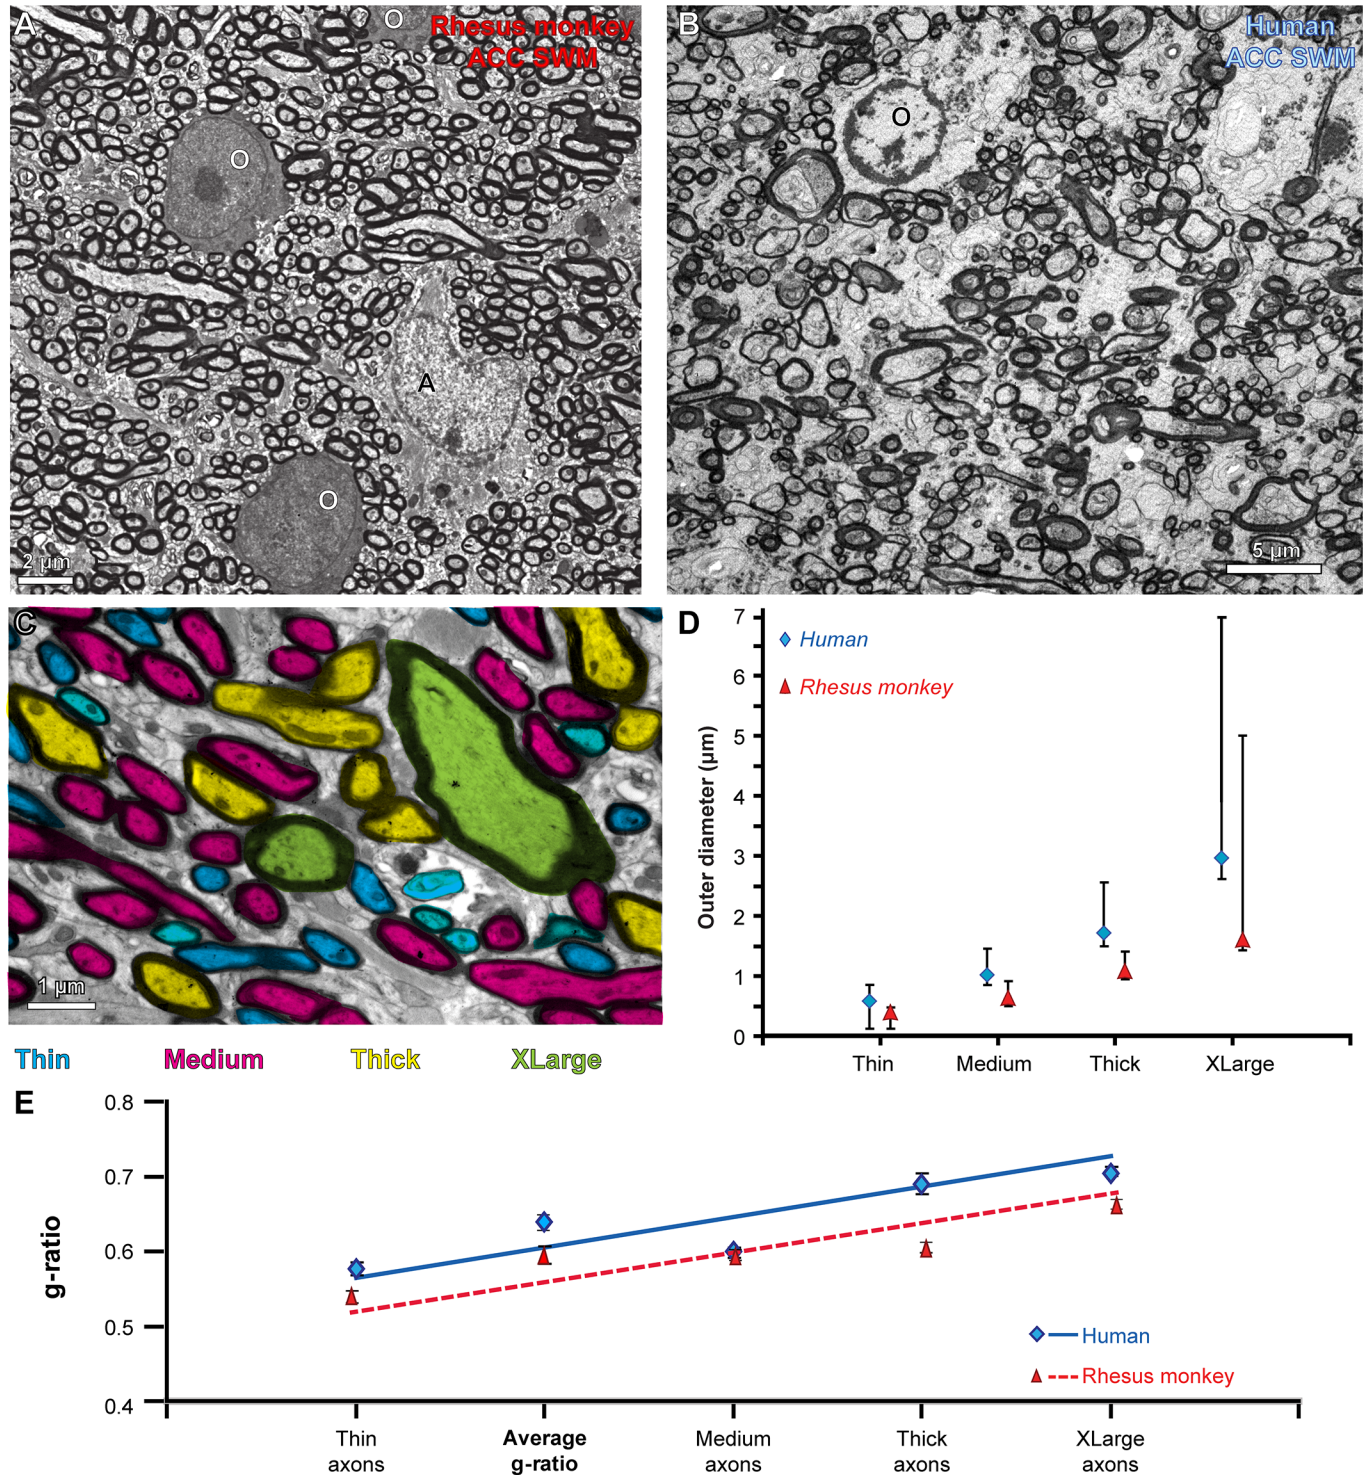 A
O
Rhesus monkey
ACC SWM
O
A
O
2 µm
B
Human
ACC SWM
O
5 µm
C
1 µm
Thin
Medium
Thick
XLarge
D
Human
Rhesus monkey
Outer diameter (µm)
7
6
5
4
3
2
1
0
Thin
Medium
Thick
XLarge
E
g-ratio
0.8
0.7
0.6
0.5
0.4
Human
Rhesus monkey
Thin
axons
Average
g-ratio
Medium
axons
Thick
axons
XLarge
axons